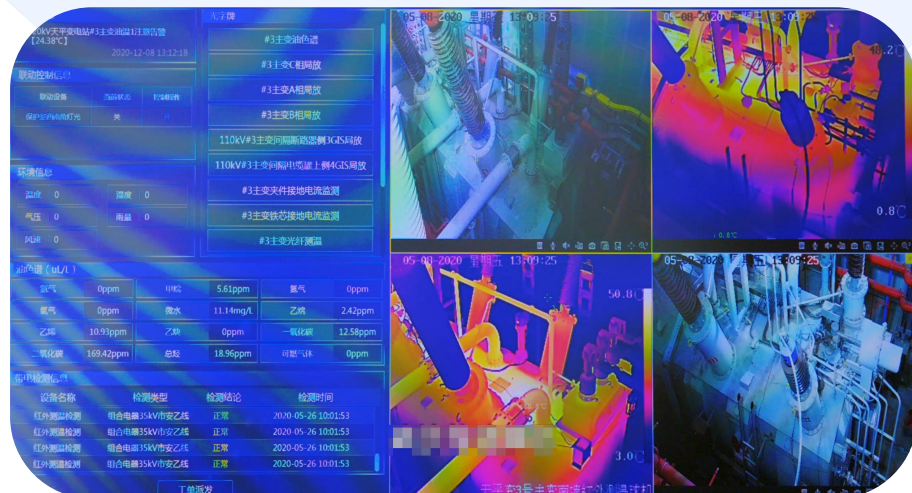 20kV天平变电站#3主变油温1注意告警
【24.38℃】
2020-12-08 13:12:18
联动控制信息
联动设备 当前状态 控制操作
关
环境信息
温度 0 湿度 0
气压 0 雨量 0
风速 0
光字牌
#3主变油色谱
#3主变C相局放
#3主变A相局放
#3主变B相局放
110kV#3主变间隔断路器侧3GIS局放
110kV#3主变间隔电缆罐上侧4GIS局放
#3主变夹件接地电流监测
#3主变铁芯接地电流监测
#3主变光纤测温
油色谱（uL/L）
氢气 0ppm 甲烷 5.61ppm 氮气 0ppm
氧气 0ppm 微水 11.14mg/L 乙烷 2.42ppm
乙烯 10.93ppm 乙炔 0ppm 一氧化碳 12.58ppm
二氧化碳 169.42ppm 总烃 18.96ppm 可燃气体 0ppm
带电检测信息
设备名称 检测类型 检测结论 检测时间
红外测温检测 组合电器35kV市安乙线 正常 2020-05-26 10:01:53
红外测温检测 组合电器35kV市安乙线 正常 2020-05-26 10:01:53
红外测温检测 组合电器35kV市安乙线 正常 2020-05-26 10:01:53
红外测温检测 组合电器35kV市安乙线 正常 2020-05-26 10:01:53
工单派发
05-08-2020 星期五
05-08-2020 星期五 13:09:25
0.8℃
0.8℃
05-08-2020 星期五 13:09:25
50.8
3.0℃
05-08-2020 星期五 13:09:25